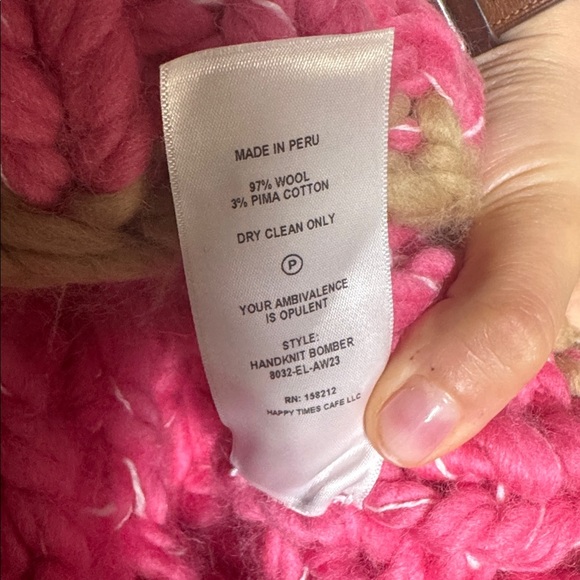 MADE IN PERU
97% WOOL
3% PIMA COTTON
DRY CLEAN ONLY
P
YOUR AMBIVALENCE
IS OPULENT
STYLE:
HANDKNIT BOMBER
8032-EL-AW23
RN: 158212
HAPPY TIMES CAFE LLC